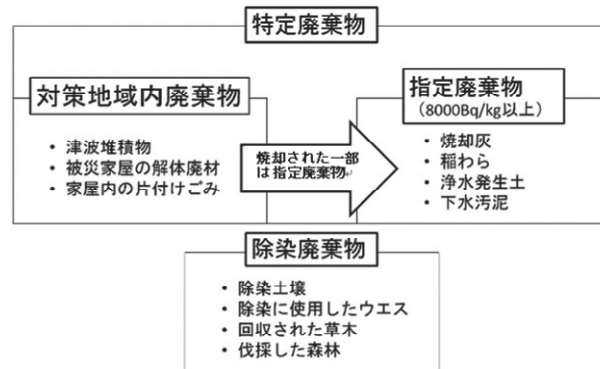 特定廃棄物
対策地域内廃棄物
・ 津波堆積物
・ 被災家屋の解体廃材
・ 家屋内の片付けごみ
焼却された一部
は指定廃棄物
指定廃棄物
（8000Bq/kg以上）
・ 焼却灰
・ 稲わら
・ 浄水発生土
・ 下水汚泥
除染廃棄物
・ 除染土壌
・ 除染に使用したウエス
・ 回収された草木
・ 伐採した森林